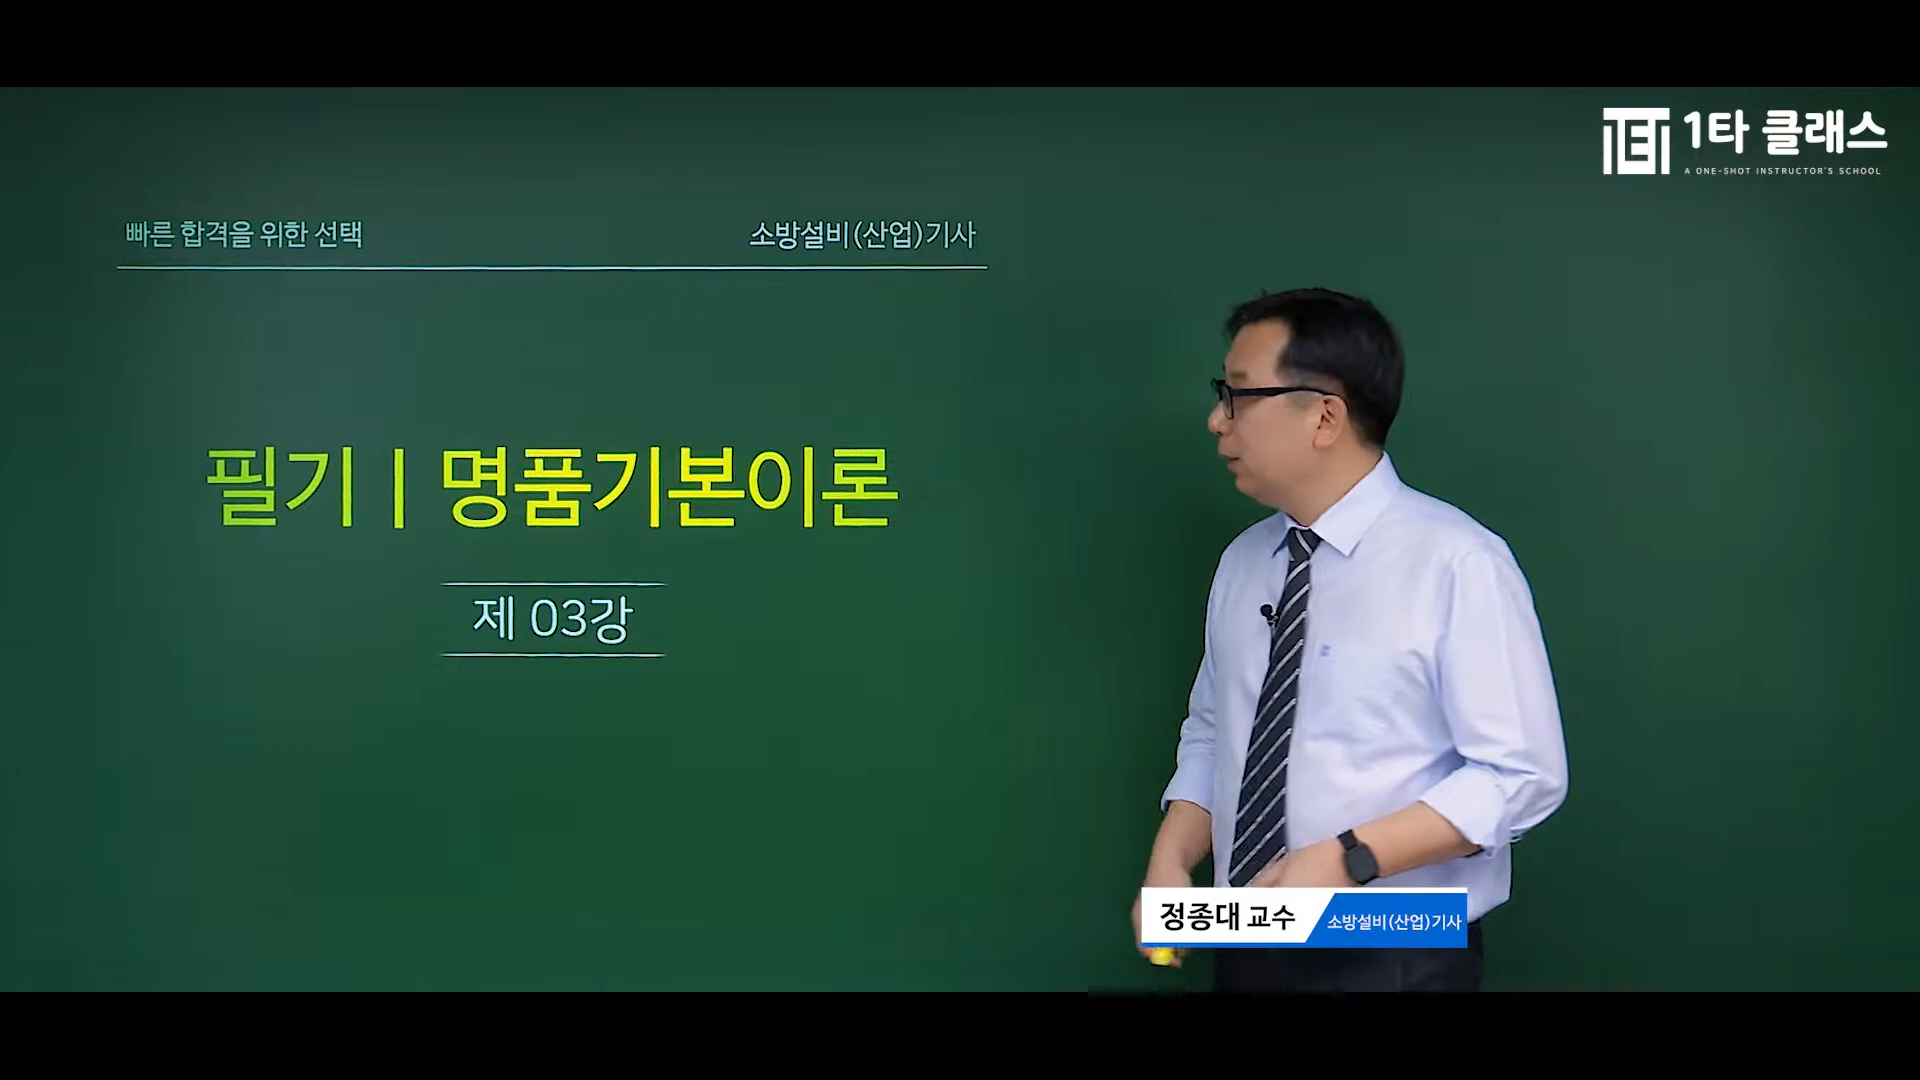 1타 클래스
A ONE-SHOT INSTRUCTOR'S SCHOOL
빠른 합격을 위한 선택
소방설비(산업)기사
필기 | 명품기본이론
제 03강
정종대 교수
소방설비(산업)기사